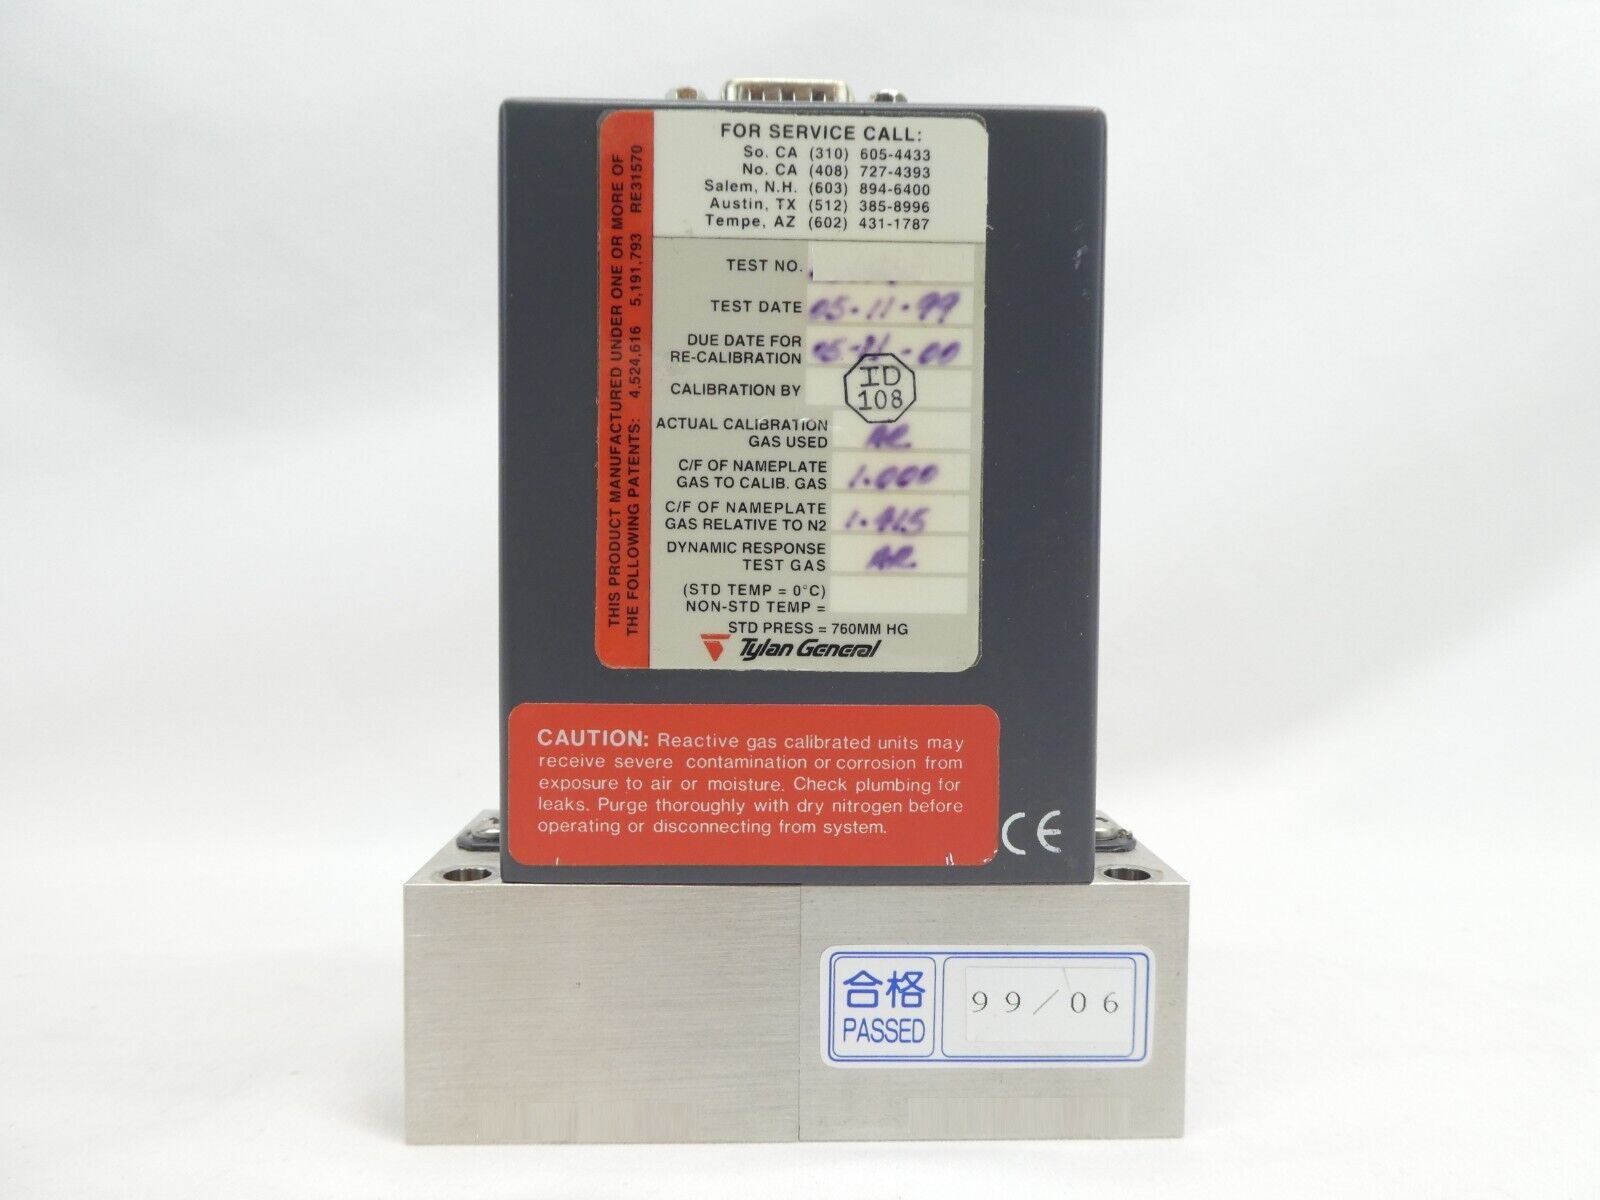 FOR SERVICE CALL:
So. CA (310) 605-4433
No. CA (408) 727-4393
Salem, N.H. (603) 894-6400
Austin, TX (512) 385-8996
Tempe, AZ (602) 431-1787
THIS PRODUCT MANUFACTURED UNDER ONE OR MORE OF
THE FOLLOWING PATENTS: 4,524,616 5,191,793 RE31570
TEST NO.
TEST DATE 05-11-99
DUE DATE FOR
RE-CALIBRATION 05-11-00
CALIBRATION BY
ID
108
ACTUAL CALIBRATION
GAS USED AR
C/F OF NAMEPLATE
GAS TO CALIB. GAS 1.000
C/F OF NAMEPLATE
GAS RELATIVE TO N2 1.415
DYNAMIC RESPONSE
TEST GAS AR
(STD TEMP = 0°C)
NON-STD TEMP =
STD PRESS = 760MM HG
Tylan General
CAUTION: Reactive gas calibrated units may
receive severe contamination or corrosion from
exposure to air or moisture. Check plumbing for
leaks. Purge thoroughly with dry nitrogen before
operating or disconnecting from system.
CE
合格
PASSED
99/06